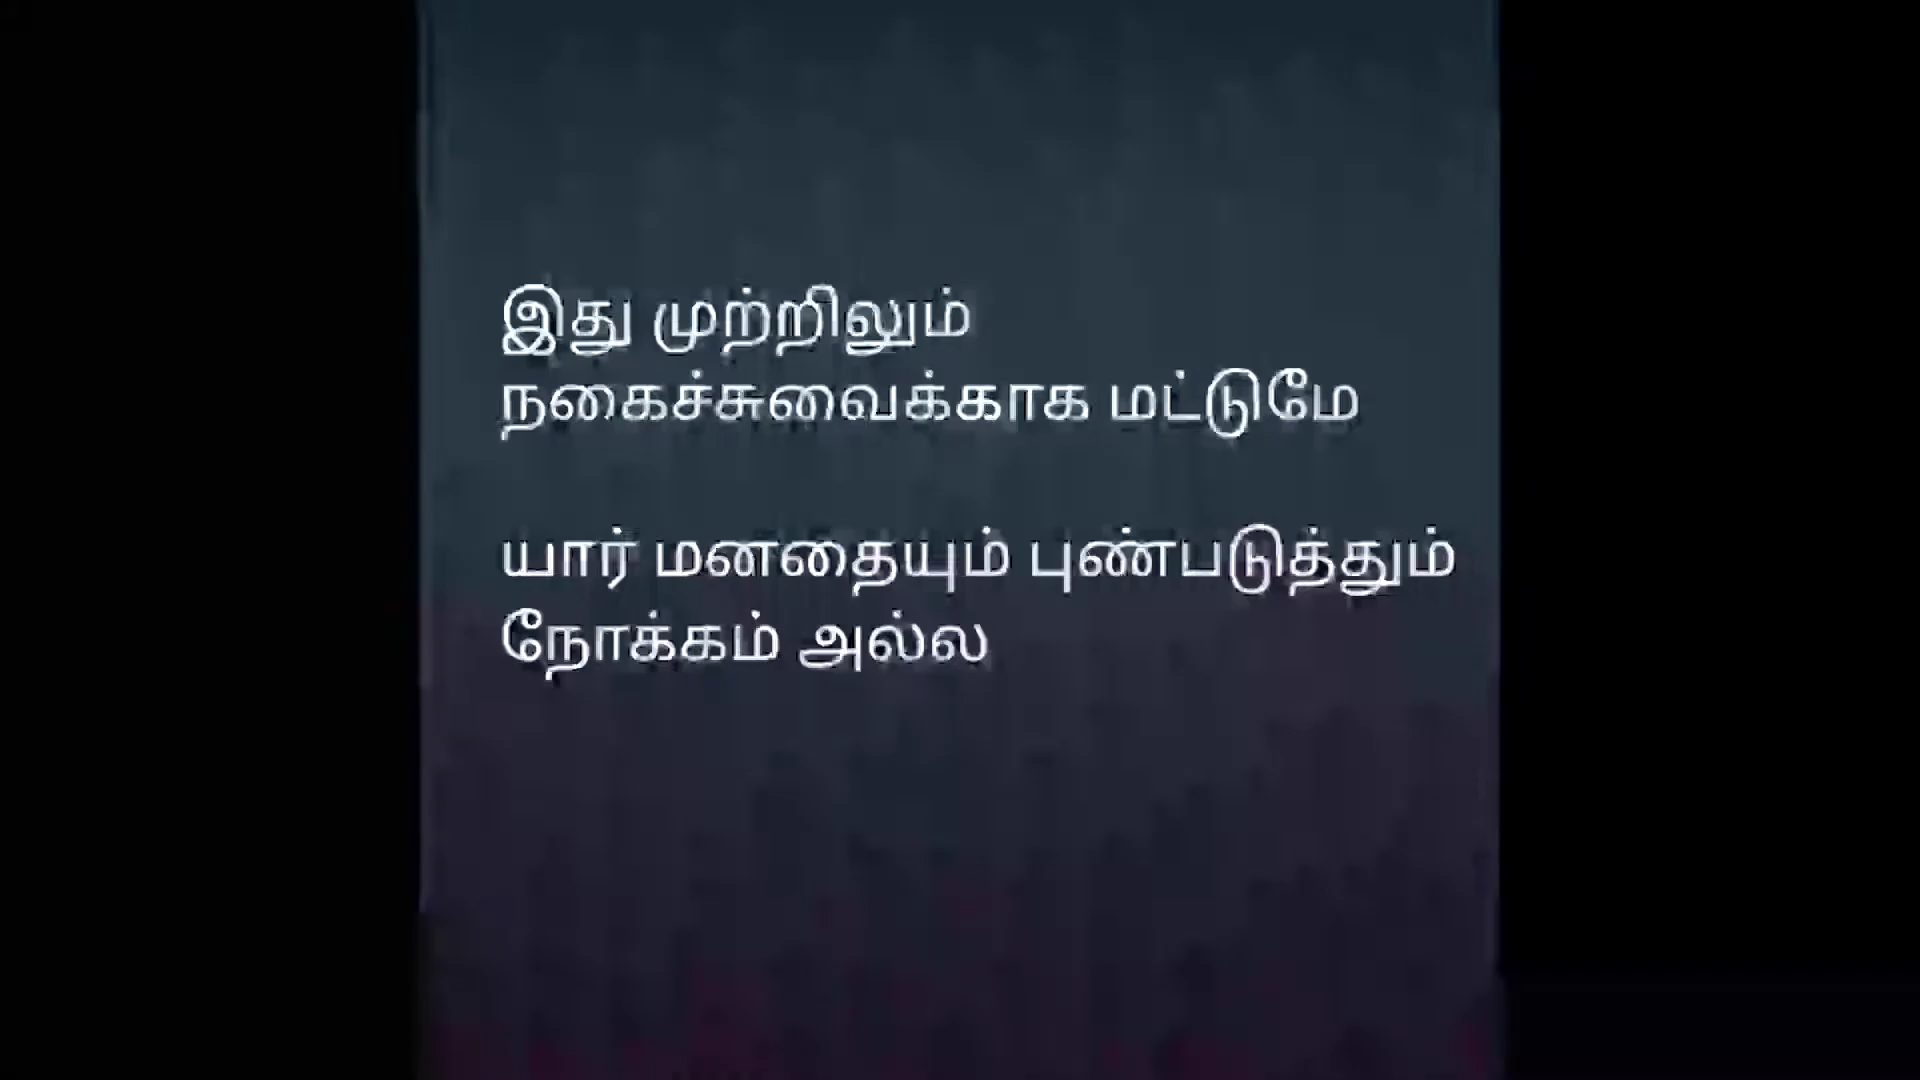 இது முற்றிலும்
நகைச்சுவைக்காக மட்டுமே
யார் மனதையும் புண்படுத்தும்
நோக்கம் அல்ல